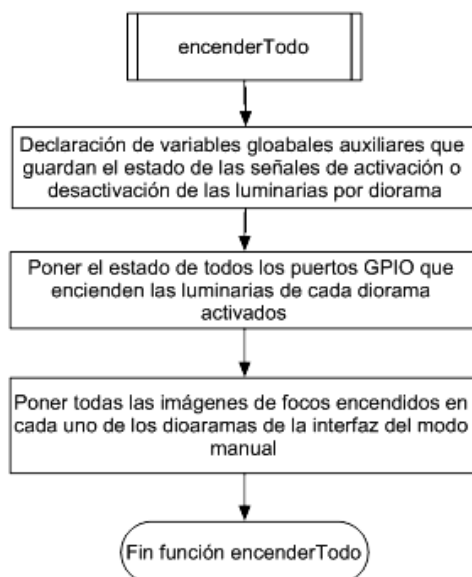 encenderTodo
Declaración de variables gloabales auxiliares que
guardan el estado de las señales de activación o
desactivación de las luminarias por diorama
Poner el estado de todos los puertos GPIO que
encienden las luminarias de cada diorama
activados
Poner todas las imágenes de focos encendidos en
cada uno de los dioaramas de la interfaz del modo
manual
Fin función encenderTodo